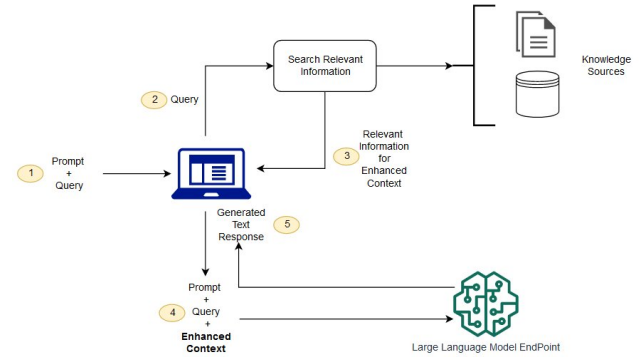 Search Relevant
Information
Knowledge
Sources
2 Query
1
Prompt
+
Query
3
Relevant
Information
for
Enhanced
Context
Generated
Text
Response
5
4
Prompt
+
Query
+
Enhanced
Context
Large Language Model EndPoint